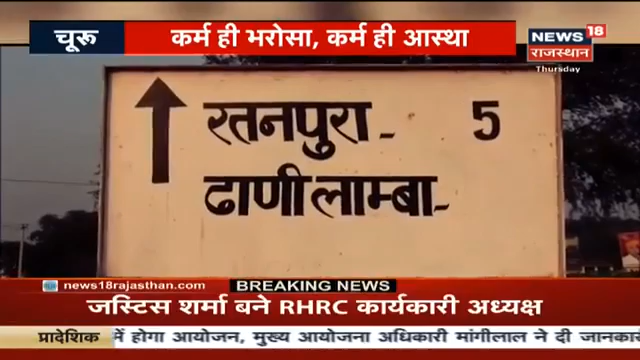 चूरू
कर्म ही भरोसा, कर्म ही आस्था
NEWS 18
राजस्थान
Thursday
रतनपुरा- 5
ढाणी लाम्बा-
news18rajasthan.com
BREAKING NEWS
जस्टिस शर्मा बने RHRC कार्यकारी अध्यक्ष
प्रादेशिक
में होगा आयोजन, मुख्य आयोजना अधिकारी मांगीलाल ने दी जानका